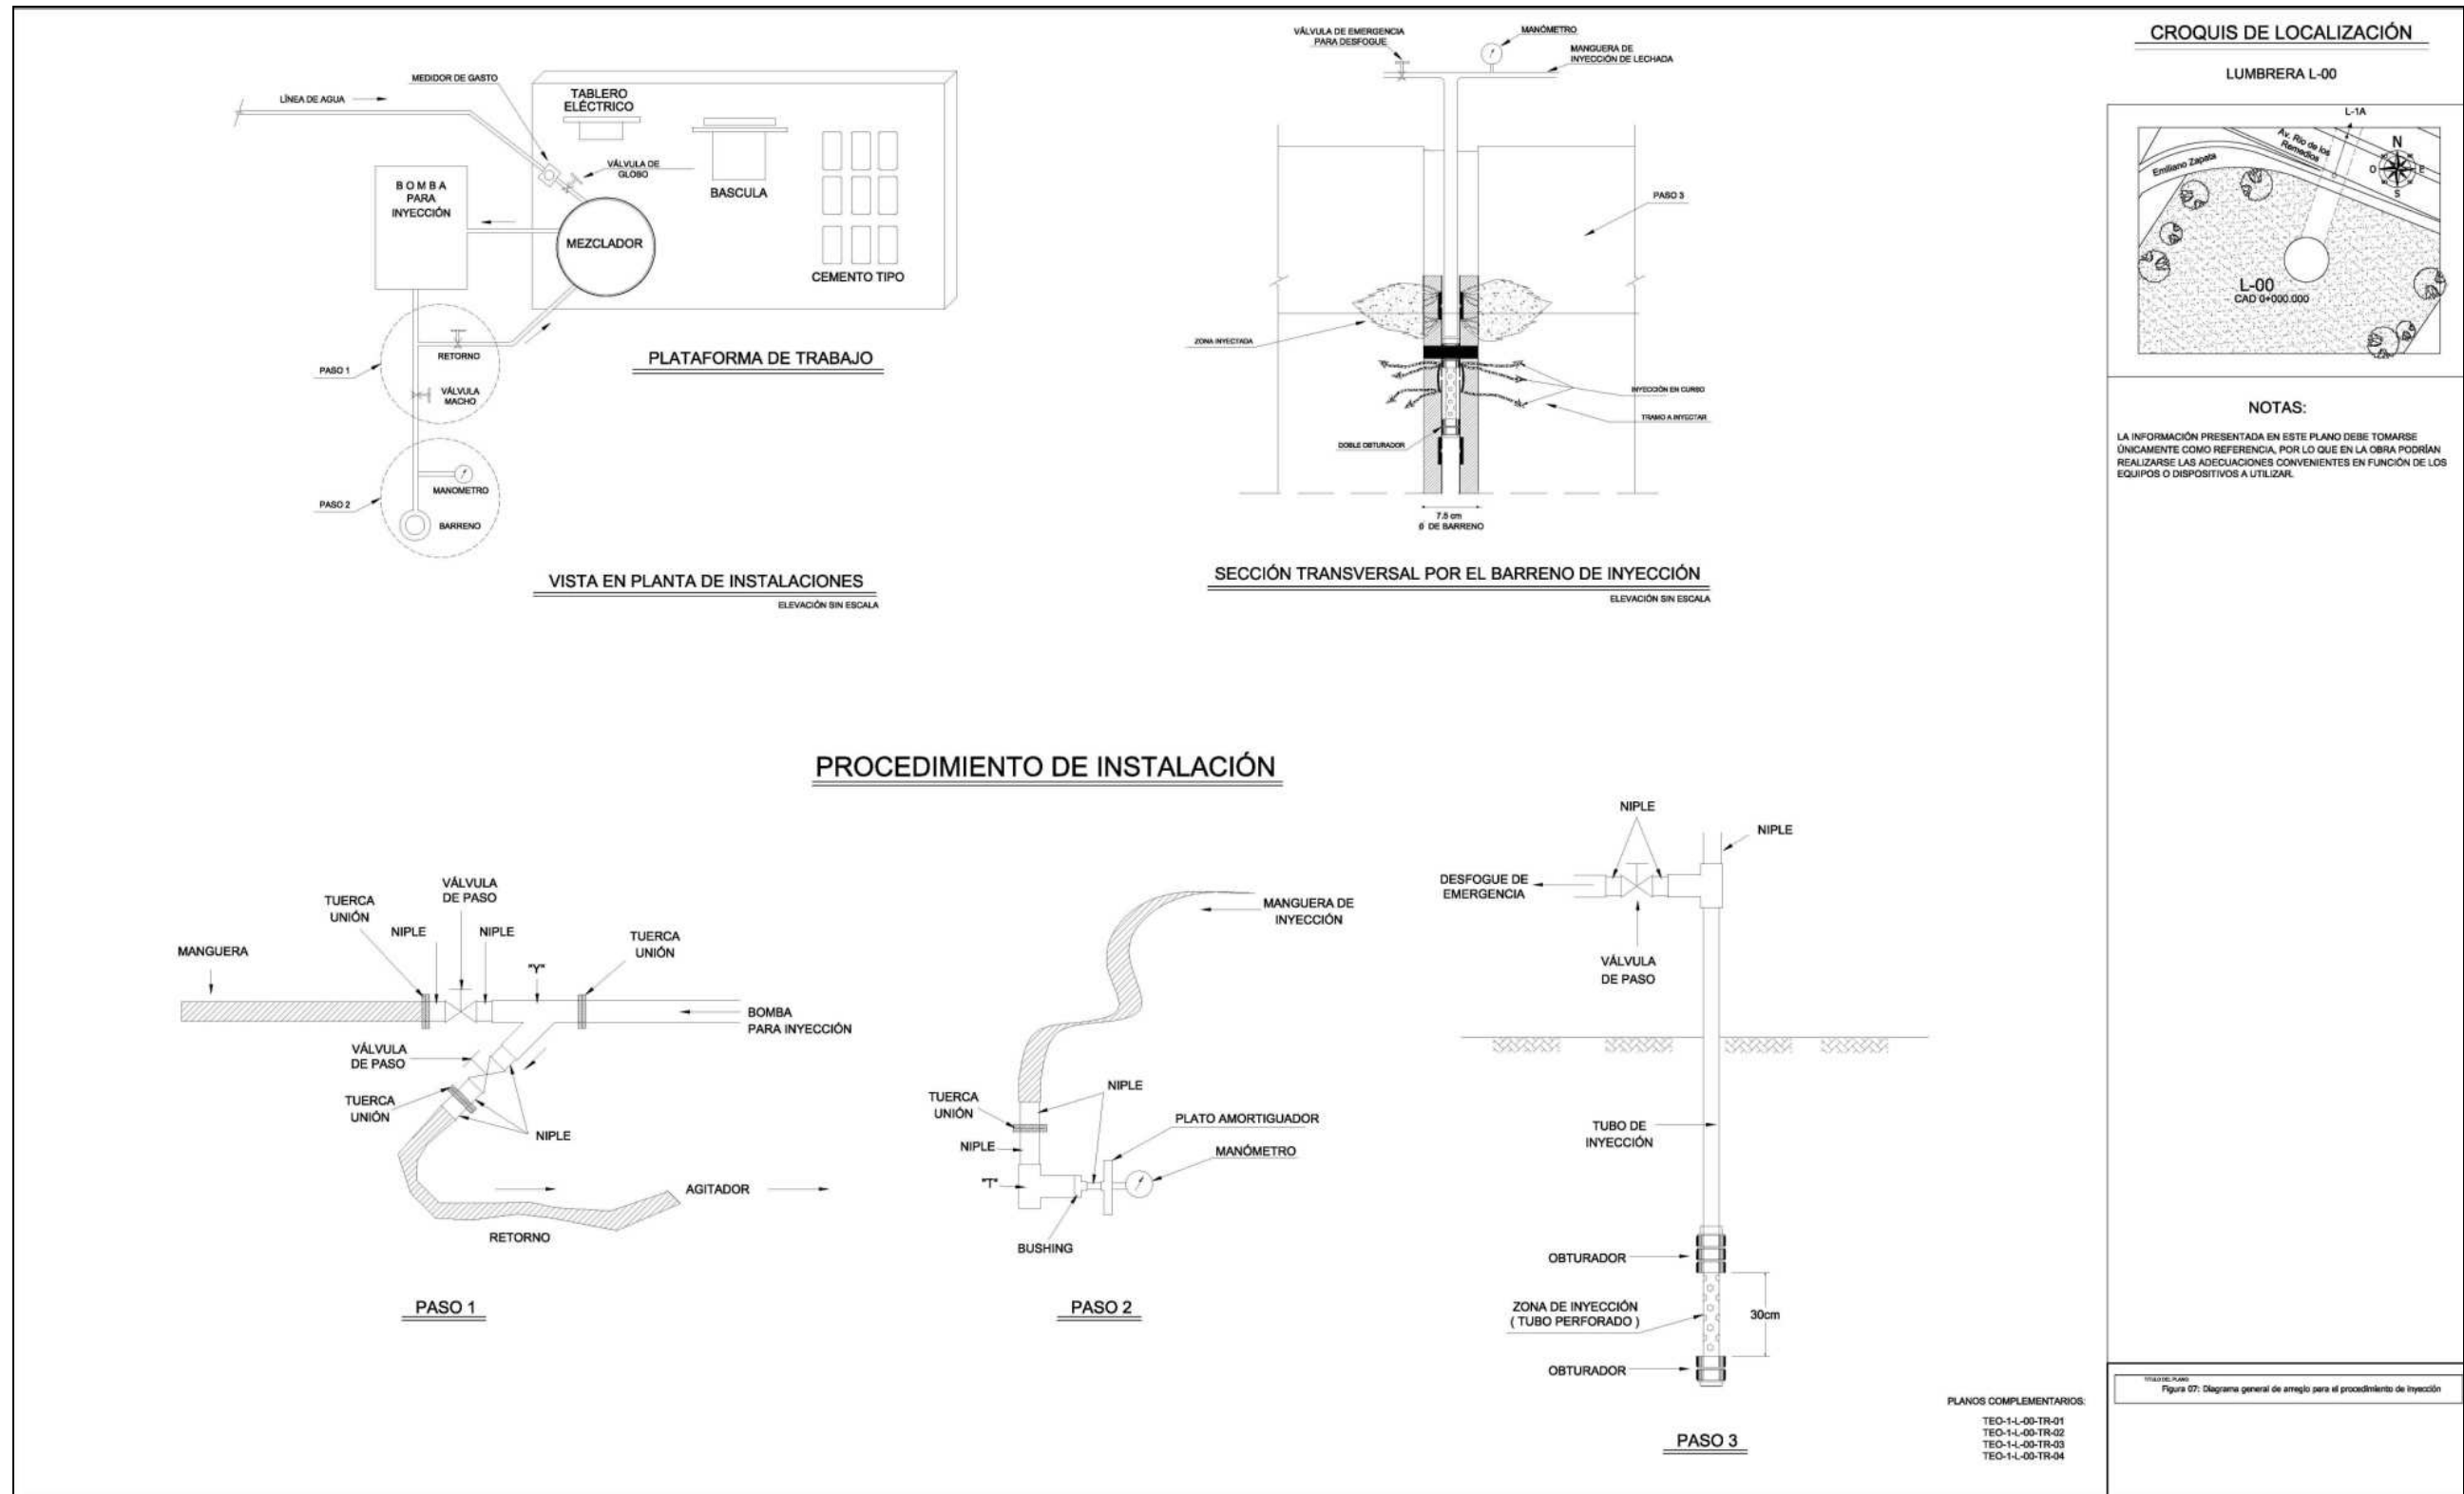 LÍNEA DE AGUA
MEDIDOR DE GASTO
TABLERO
ELÉCTRICO
VÁLVULA DE
GLOBO
BASCULA
BOMBA
PARA
INYECCIÓN
MEZCLADOR
CEMENTO TIPO
RETORNO
PASO 1
VÁLVULA
MACHO
PLATAFORMA DE TRABAJO
MANOMETRO
PASO 2
BARRENO
VISTA EN PLANTA DE INSTALACIONES
ELEVACIÓN SIN ESCALA
VÁLVULA DE EMERGENCIA
PARA DESFOGUE
MANÓMETRO
MANGUERA DE
INYECCIÓN DE LECHADA
PASO 3
ZONA INYECTADA
INYECCIÓN EN CURSO
TRAMO A INYECTAR
DOBLE OBTURADOR
7.5 cm
DE BARRENO
SECCIÓN TRANSVERSAL POR EL BARRENO DE INYECCIÓN
ELEVACIÓN SIN ESCALA
CROQUIS DE LOCALIZACIÓN
LUMBRERA L-00
L-1A
Av. Rio de los
Remedios
Emiliano Zapata
N
O
E
S
L-00
CAD 0+000.000
NOTAS:
LA INFORMACIÓN PRESENTADA EN ESTE PLANO DEBE TOMARSE
ÚNICAMENTE COMO REFERENCIA, POR LO QUE EN LA OBRA PODRÍAN
REALIZARSE LAS ADECUACIONES CONVENIENTES EN FUNCIÓN DE LOS
EQUIPOS O DISPOSITIVOS A UTILIZAR.
PROCEDIMIENTO DE INSTALACIÓN
MANGUERA
TUERCA
UNIÓN
NIPLE
VÁLVULA
DE PASO
NIPLE
"Y"
TUERCA
UNIÓN
BOMBA
PARA INYECCIÓN
VÁLVULA
DE PASO
TUERCA
UNIÓN
NIPLE
AGITADOR
RETORNO
PASO 1
MANGUERA DE
INYECCIÓN
TUERCA
UNIÓN
NIPLE
NIPLE
PLATO AMORTIGUADOR
MANÓMETRO
"T"
BUSHING
PASO 2
NIPLE
NIPLE
DESFOGUE DE
EMERGENCIA
VÁLVULA
DE PASO
TUBO DE
INYECCIÓN
OBTURADOR
ZONA DE INYECCIÓN
( TUBO PERFORADO )
30cm
OBTURADOR
PASO 3
PLANOS COMPLEMENTARIOS:
TEO-1-L-00-TR-01
TEO-1-L-00-TR-02
TEO-1-L-00-TR-03
TEO-1-L-00-TR-04
TITULO DEL PLANO
Figura 07: Diagrama general de arreglo para el procedimiento de inyección